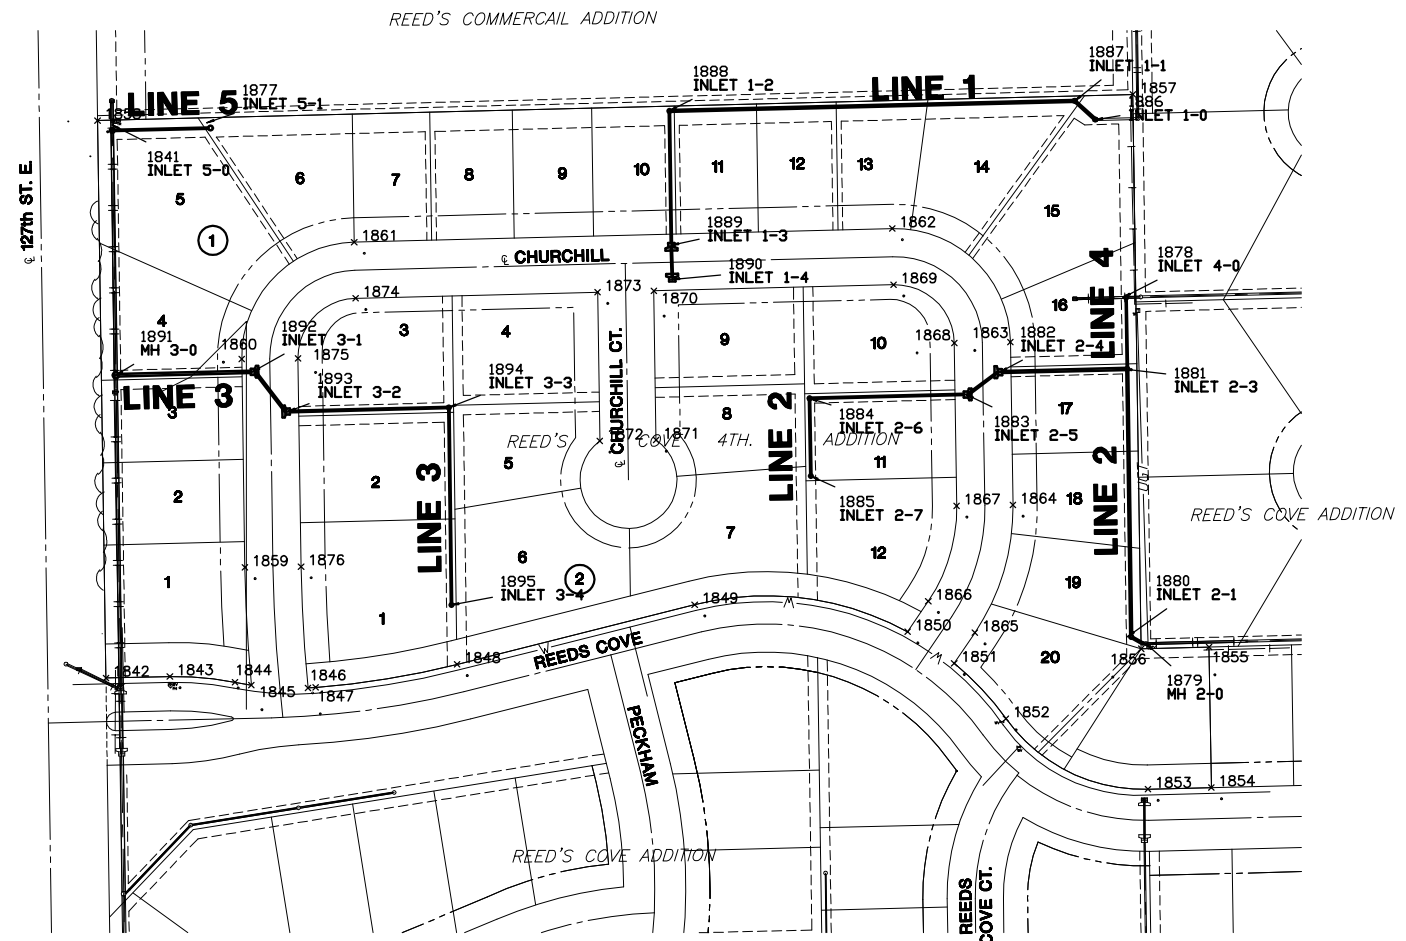 REED'S COMMERCAIL ADDITION
1887
INLET 1-1
1888
INLET 1-2
LINE 1
1857
1877
LINE 5
INLET 5-1
1886
INLET 1-0
1841
INLET 5-0
6
7
8
9
10
11
12
13
14
5
15
127th ST. E.
1
1861
1889
INLET 1-3
1862
CHURCHILL
1890
INLET 1-4
1878
INLET 4-0
LINE 4
1874
1873
1870
1869
16
4
3
4
9
10
1891
MH 3-0
1860
1892
INLET 3-1
1875
1868
1863
1882
INLET 2-4
CHURCHILL CT.
1893
INLET 3-2
1894
INLET 3-3
1881
INLET 2-3
LINE 3
3
8
LINE 2
1884
INLET 2-6
17
1883
INLET 2-5
REED'S COVE 4TH. ADDITION
1872
1871
LINE 3
5
11
LINE 2
2
2
1885
INLET 2-7
1867
1864
18
REED'S COVE ADDITION
7
12
6
2
1859
1876
1
19
1895
INLET 3-4
1880
INLET 2-1
1849
1866
1
1850
1865
REEDS COVE
1848
1851
20
1856
1855
1842
1843
1844
1846
1845
1847
1879
MH 2-0
1852
PECKHAM
1853
1854
REED'S COVE ADDITION
REEDS
COVE CT.